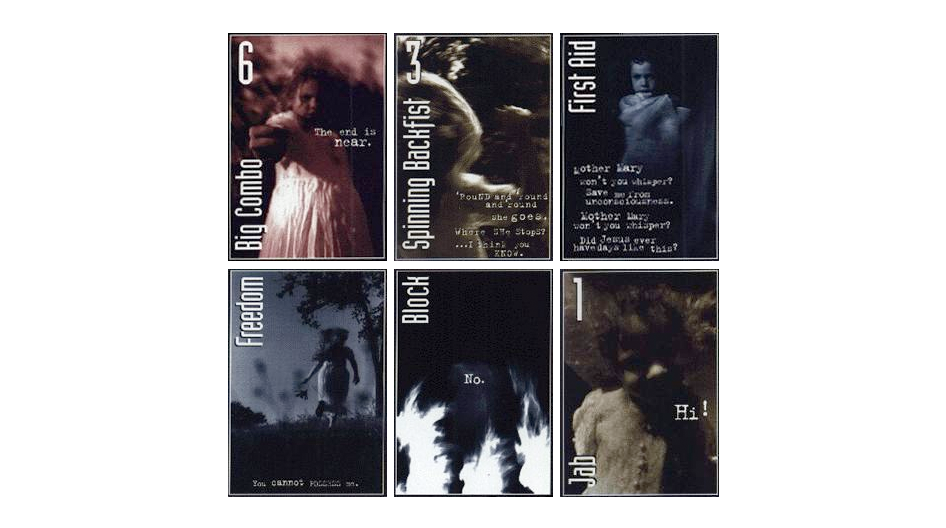 6
Big Combo
The end is
near.
3
Spinning Backfist
'RouND and 'round
and round
she goes.
Where SHe StopS?
...I think you
KNOW.
First Aid
Mother Mary
won't you whisper?
Save me from
unconsciousness.
Mother Mary
won't you whisper?
Did Jesus ever
have days like this?
Freedom
You cannot POSSESS me.
Block
No.
1
Jab
Hi!